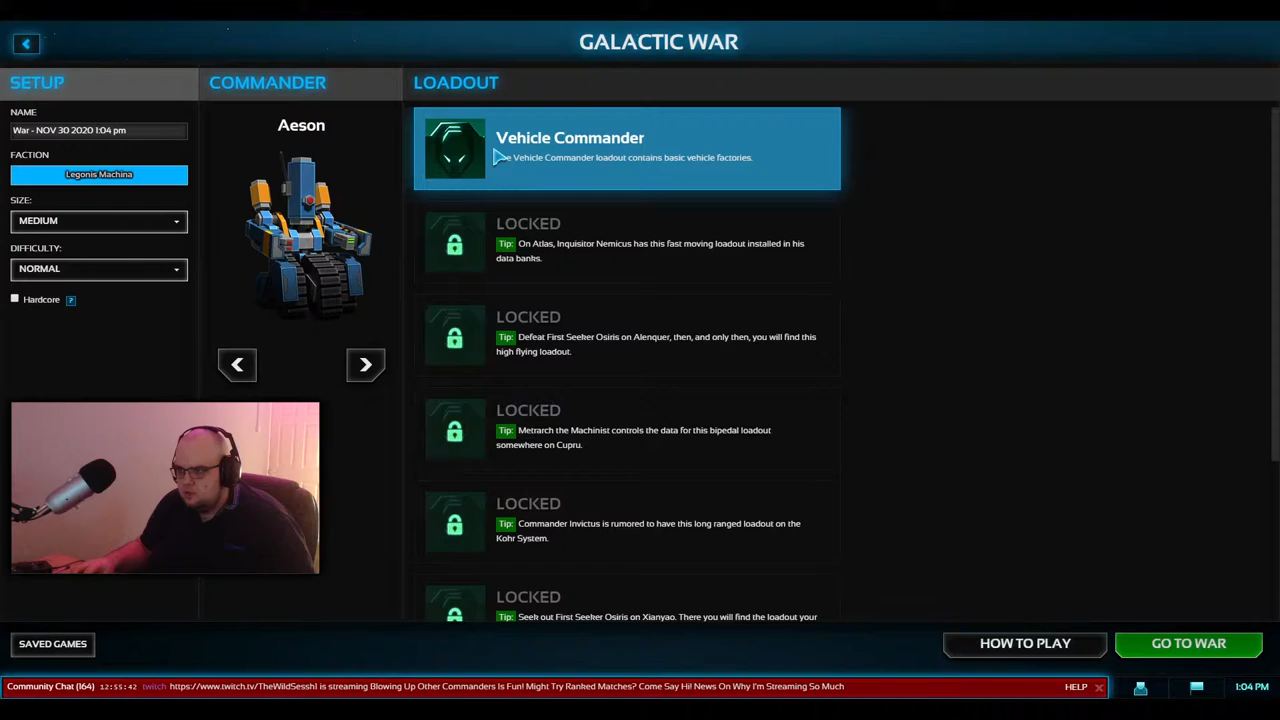 GALACTIC WAR
SETUP
COMMANDER
LOADOUT
NAME
War - NOV 30 2020 1:04 pm
FACTION
Legonis Machina
SIZE:
MEDIUM
DIFFICULTY:
NORMAL
Hardcore ?
Aeson
Vehicle Commander
Vehicle Commander loadout contains basic vehicle factories.
LOCKED
Tip: On Atlas, Inquisitor Nemicus has this fast moving loadout installed in his
data banks.
LOCKED
Tip: Defeat First Seeker Osiris on Alenquer, then, and only then, you will find this
high flying loadout.
LOCKED
Tip: Metrarch the Machinist controls the data for this bipedal loadout
somewhere on Cupru.
LOCKED
Tip: Commander Invictus is rumored to have this long ranged loadout on the
Kohr System.
LOCKED
Tip: Seek out First Seeker Osiris on Xianyao. There you will find the loadout your
SAVED GAMES
HOW TO PLAY
GO TO WAR
Community Chat (164) 12:55:42 twitch https://www.twitch.tv/TheWildSesshI is streaming Blowing Up Other Commanders Is Fun! Might Try Ranked Matches? Come Say Hi! News On Why I'm Streaming So Much
HELP
1:04 PM